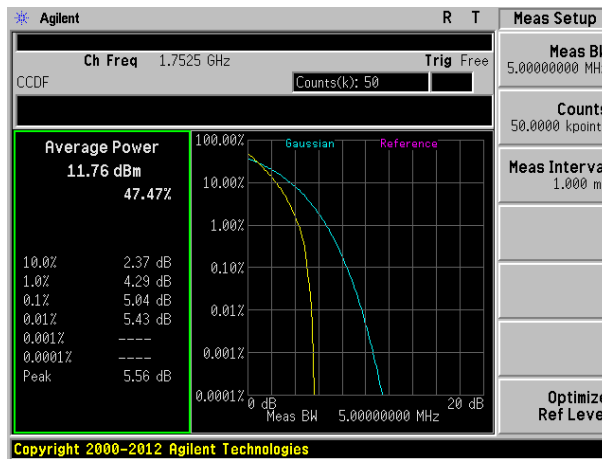 Agilent R T Meas Setup
Ch Freq 1.7525 GHz Trig Free
CCDF Counts(k): 50
Meas B
5.00000000 MH
Counts
50.0000 kpoint
Meas Interva
1.000 m
Average Power
11.76 dBm
47.47%
10.0% 2.37 dB
1.0% 4.29 dB
0.1% 5.04 dB
0.01% 5.43 dB
0.001% ----
0.0001% ----
Peak 5.56 dB
Gaussian Reference
100.00%
10.00%
1.00%
0.10%
0.01%
0.001%
0.0001%
0 dB 20 dB
Meas BW 5.00000000 MHz
Optimize
Ref Leve
Copyright 2000-2012 Agilent Technologies